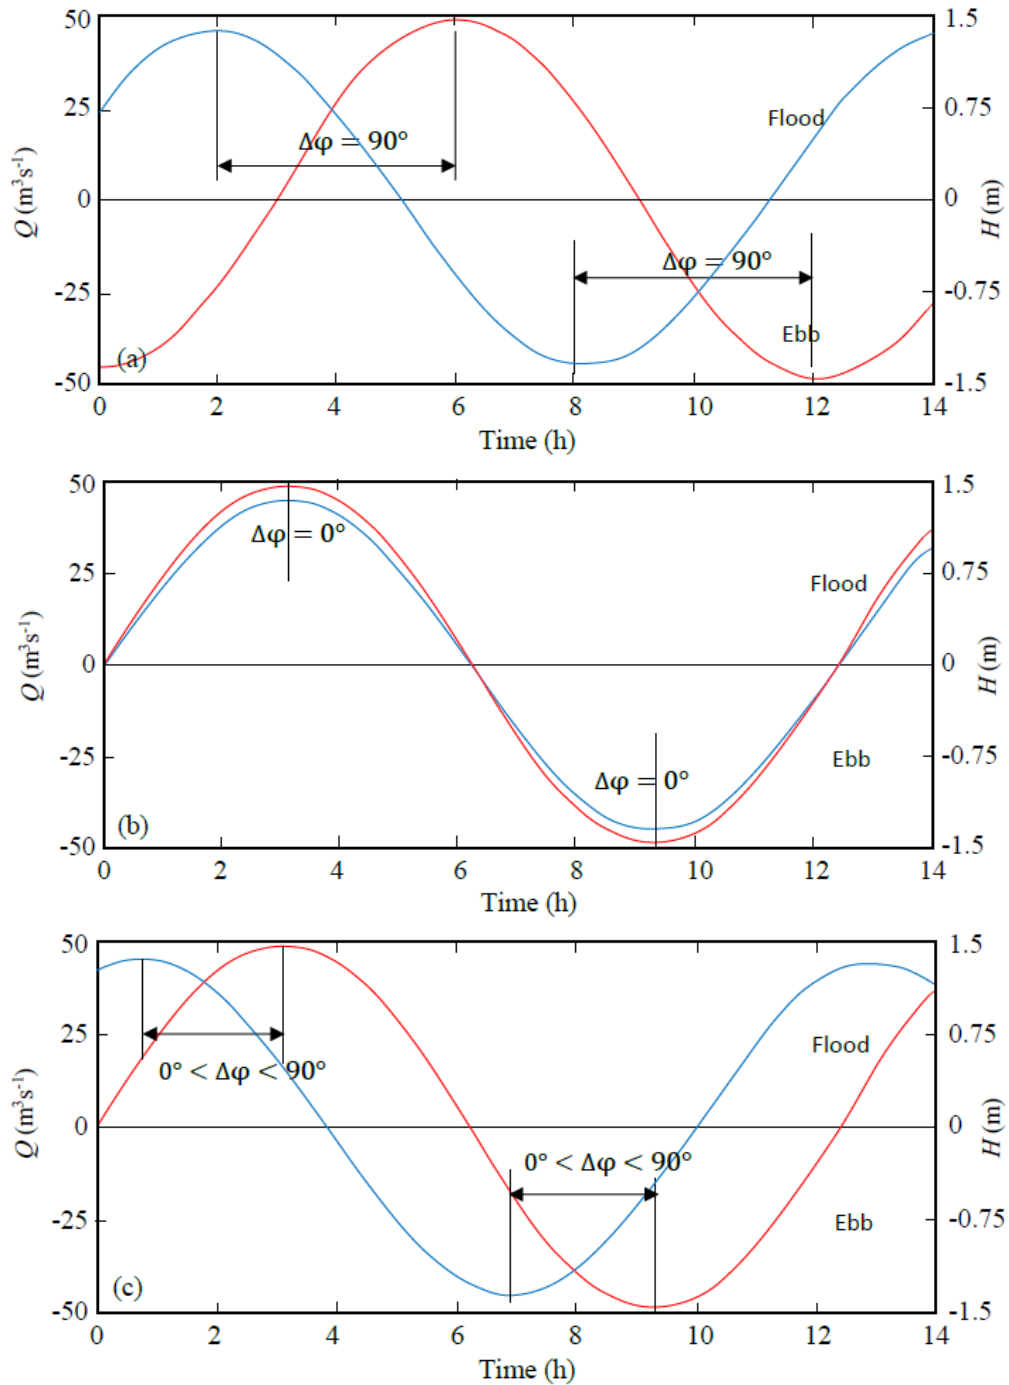 50
1.5
Flood
25
0.75
Δφ = 90°
Q (m³s⁻¹)
0
0
H (m)
Δφ = 90°
-25
-0.75
Ebb
(a)
-50
-1.5
0 2 4 6 8 10 12 14
Time (h)
50
1.5
Δφ = 0°
Flood
25
0.75
Q (m³s⁻¹)
0
0
H (m)
Ebb
-25
-0.75
Δφ = 0°
(b)
-50
-1.5
0 2 4 6 8 10 12 14
Time (h)
50
1.5
25
0.75
Flood
0° < Δφ < 90°
Q (m³s⁻¹)
0
0
H (m)
0° < Δφ < 90°
-25
-0.75
Ebb
(c)
-50
-1.5
0 2 4 6 8 10 12 14
Time (h)